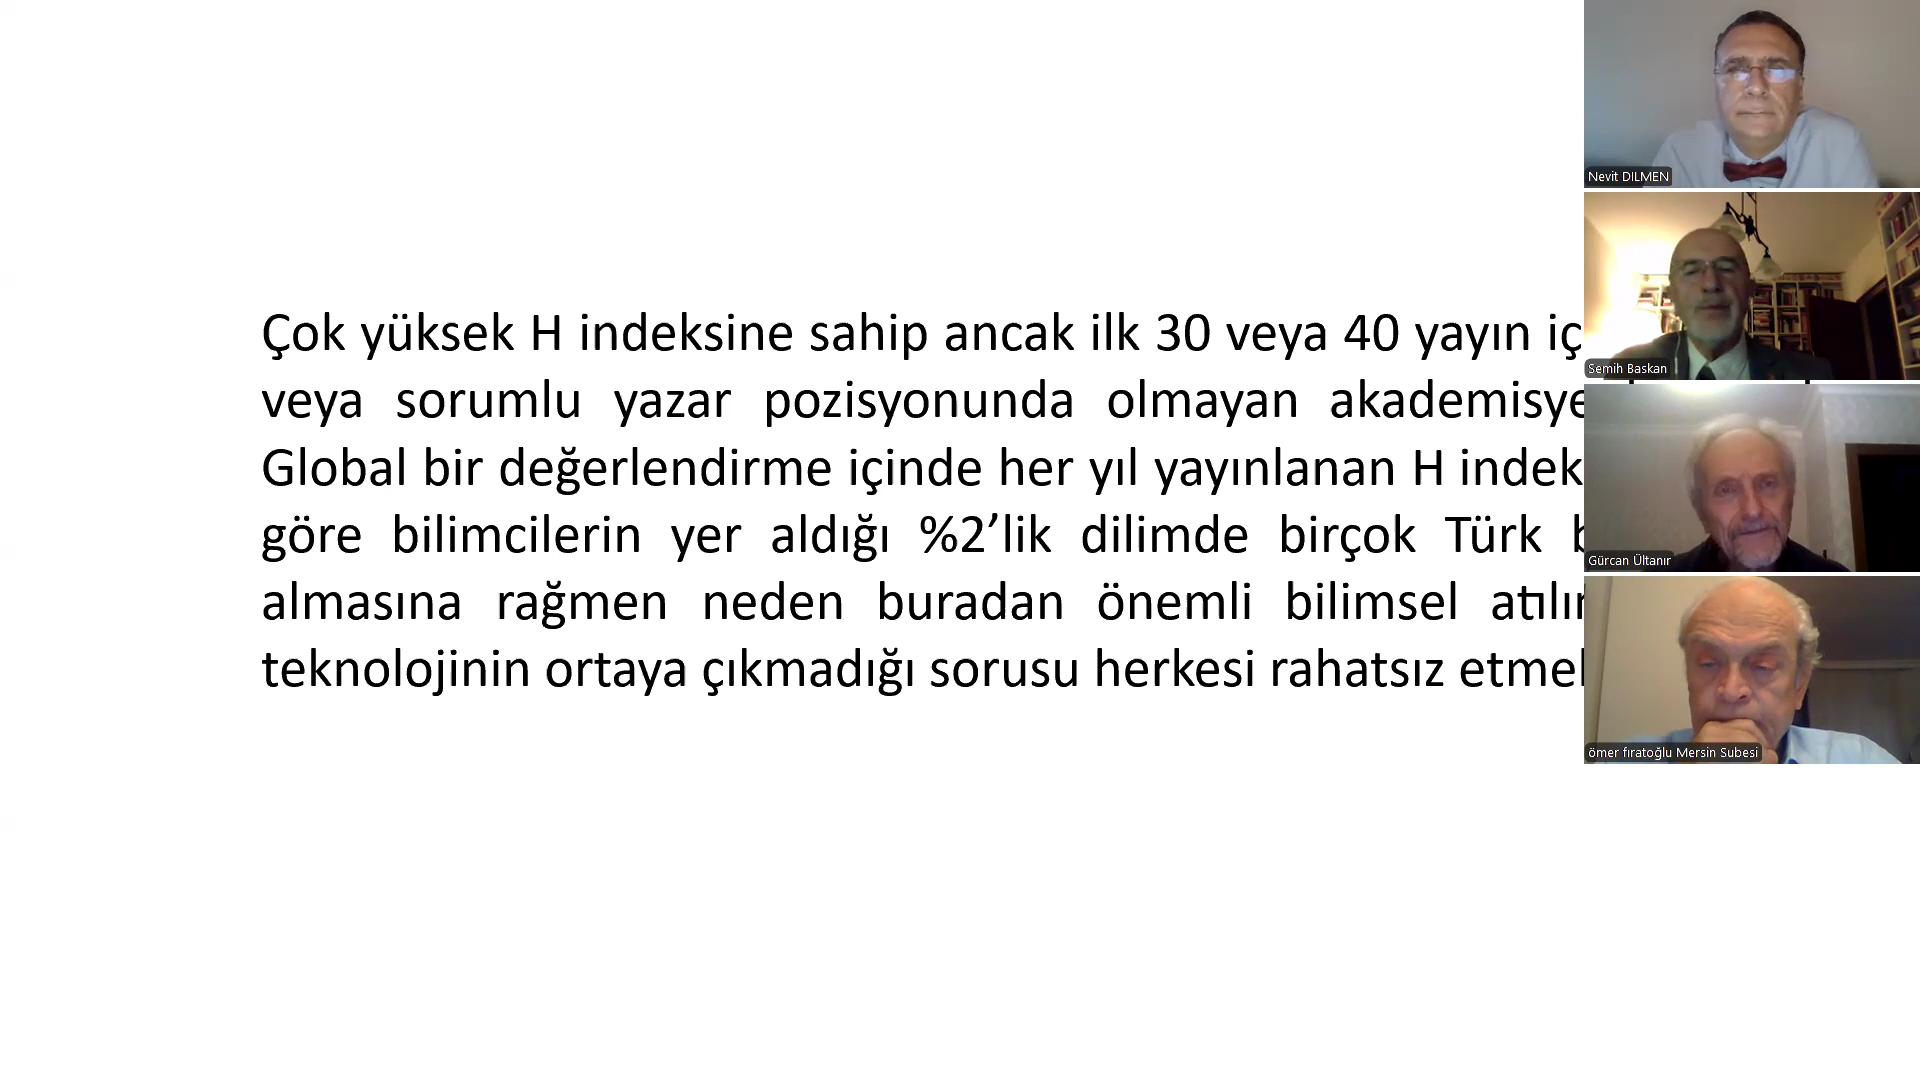 Çok yüksek H indeksine sahip ancak ilk 30 veya 40 yayın iç
veya sorumlu yazar pozisyonunda olmayan akademisye
Global bir değerlendirme içinde her yıl yayınlanan H indek
göre bilimcilerin yer aldığı %2’lik dilimde birçok Türk b
almasına rağmen neden buradan önemli bilimsel atılı
teknolojinin ortaya çıkmadığı sorusu herkesi rahatsız etme
Nevit DILMEN
Semih Baskan
Gürcan Ültanır
ömer fıratoğlu Mersin Subesi